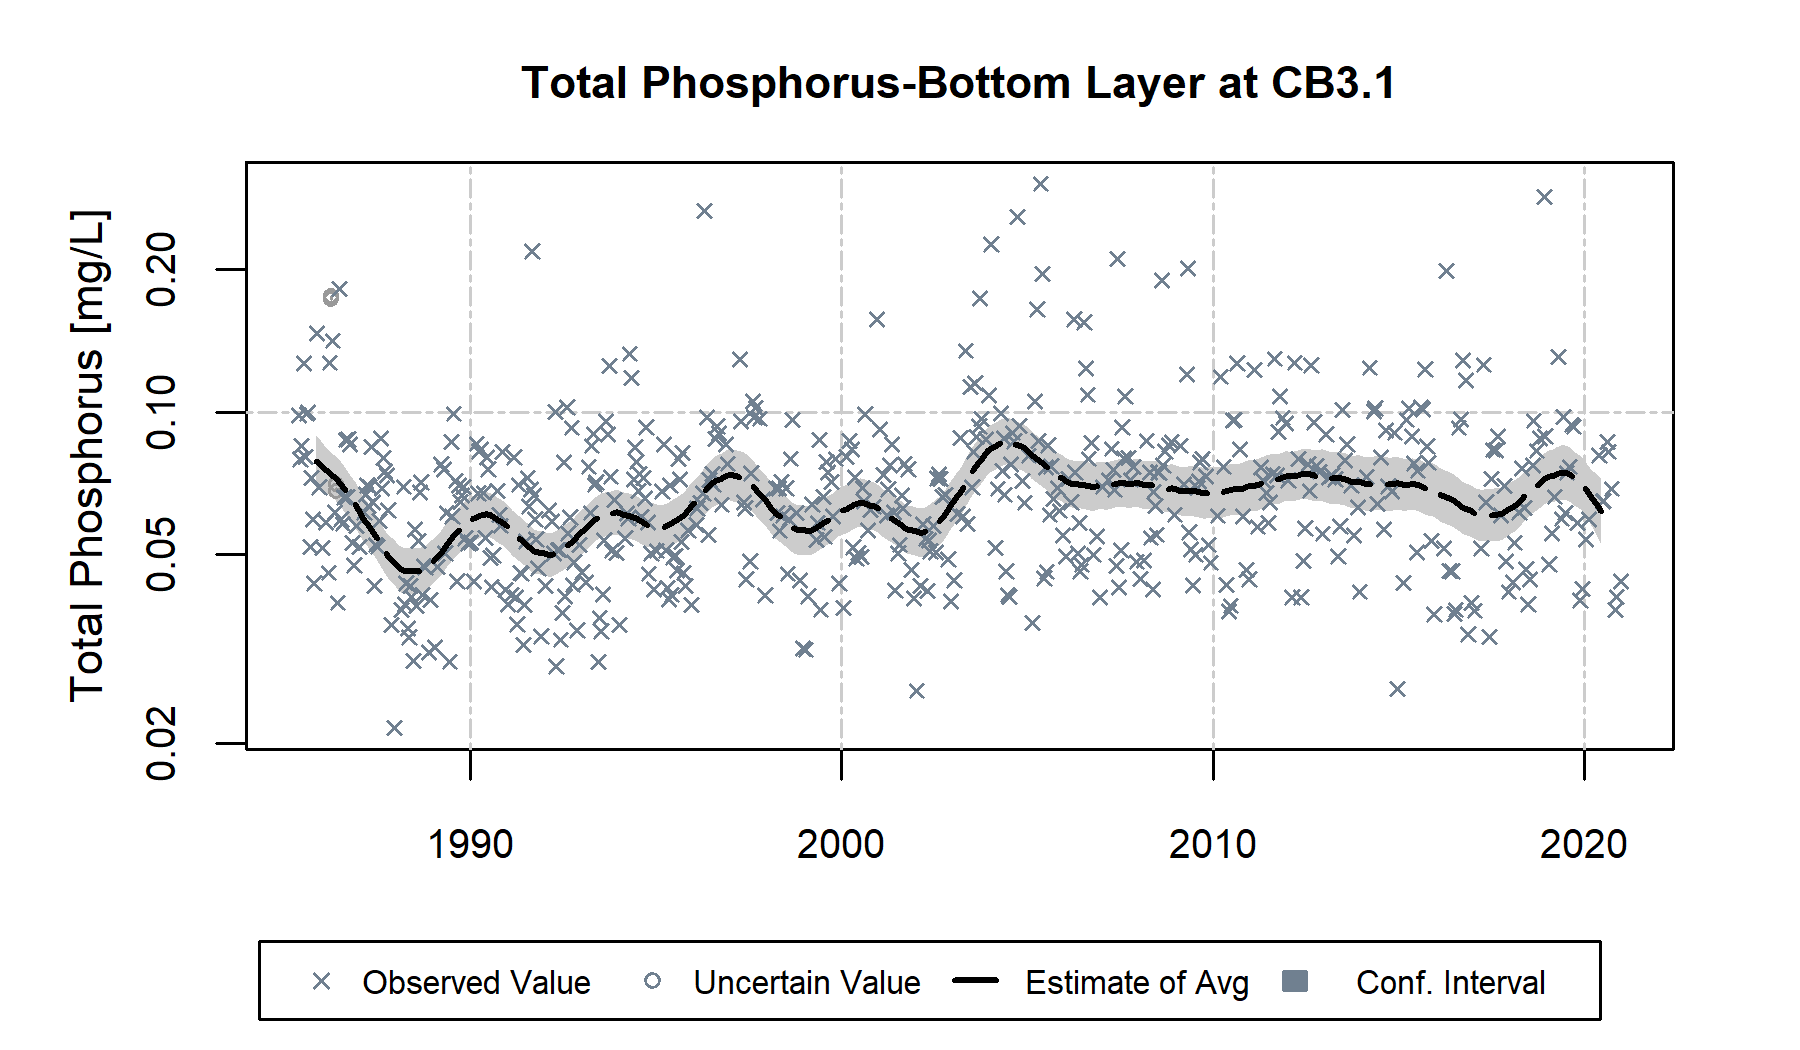 Total Phosphorus-Bottom Layer at CB3.1
Total Phosphorus [mg/L]
0.20
0.10
0.05
0.02
1990 2000 2010 2020
Observed Value Uncertain Value Estimate of Avg Conf. Interval